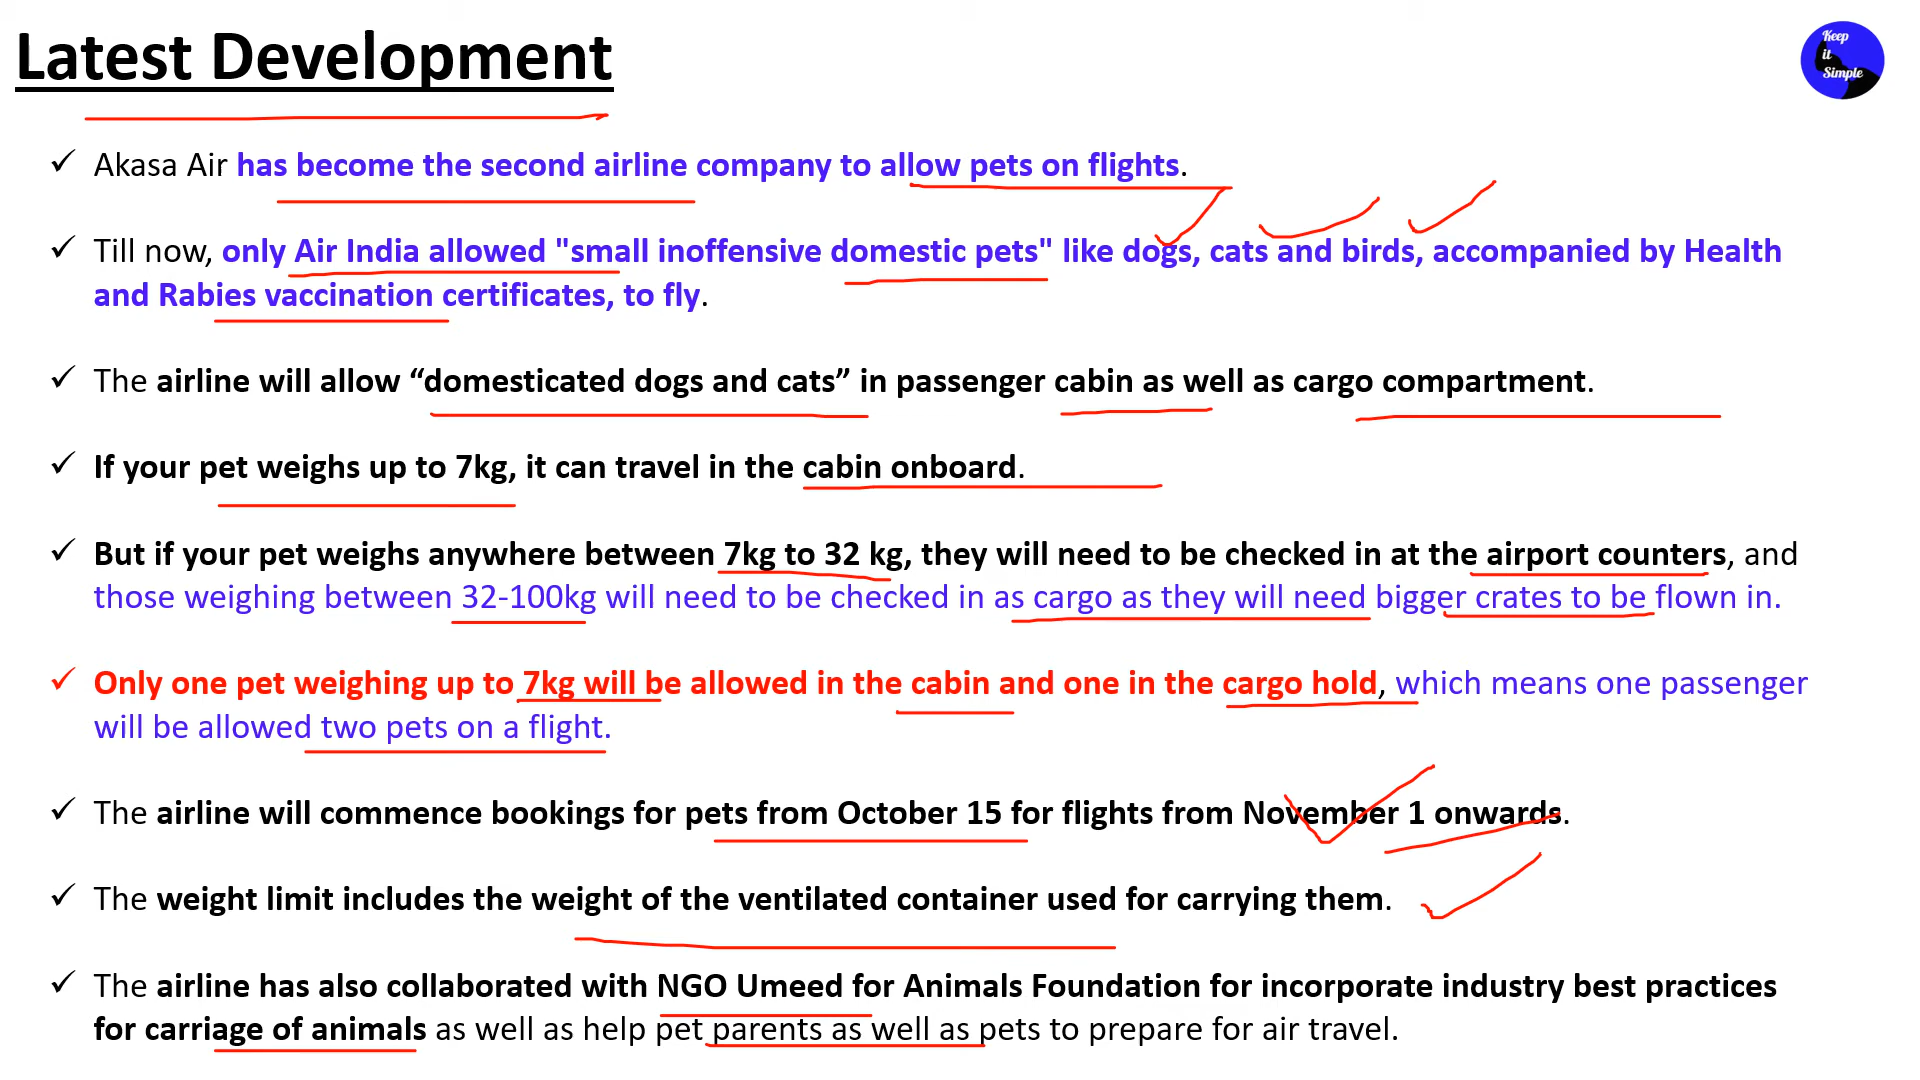 Latest Development
Keep
it
Simple
✓ Akasa Air has become the second airline company to allow pets on flights.
✓ Till now, only Air India allowed "small inoffensive domestic pets" like dogs, cats and birds, accompanied by Health
and Rabies vaccination certificates, to fly.
✓ The airline will allow “domesticated dogs and cats” in passenger cabin as well as cargo compartment.
✓ If your pet weighs up to 7kg, it can travel in the cabin onboard.
✓ But if your pet weighs anywhere between 7kg to 32 kg, they will need to be checked in at the airport counters, and
those weighing between 32-100kg will need to be checked in as cargo as they will need bigger crates to be flown in.
✓ Only one pet weighing up to 7kg will be allowed in the cabin and one in the cargo hold, which means one passenger
will be allowed two pets on a flight.
✓ The airline will commence bookings for pets from October 15 for flights from November 1 onwards.
✓ The weight limit includes the weight of the ventilated container used for carrying them.
✓ The airline has also collaborated with NGO Umeed for Animals Foundation for incorporate industry best practices
for carriage of animals as well as help pet parents as well as pets to prepare for air travel.